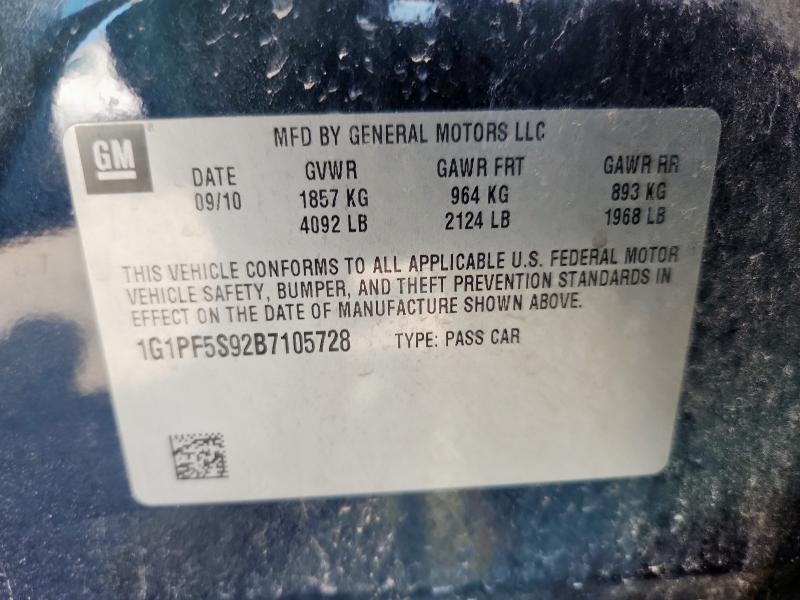 GM
MFD BY GENERAL MOTORS LLC
DATE GVWR GAWR FRT GAWR RR
09/10 1857 KG 964 KG 893 KG
4092 LB 2124 LB 1968 LB
THIS VEHICLE CONFORMS TO ALL APPLICABLE U.S. FEDERAL MOTOR
VEHICLE SAFETY, BUMPER, AND THEFT PREVENTION STANDARDS IN
EFFECT ON THE DATE OF MANUFACTURE SHOWN ABOVE.
1G1PF5S92B7105728 TYPE: PASS CAR